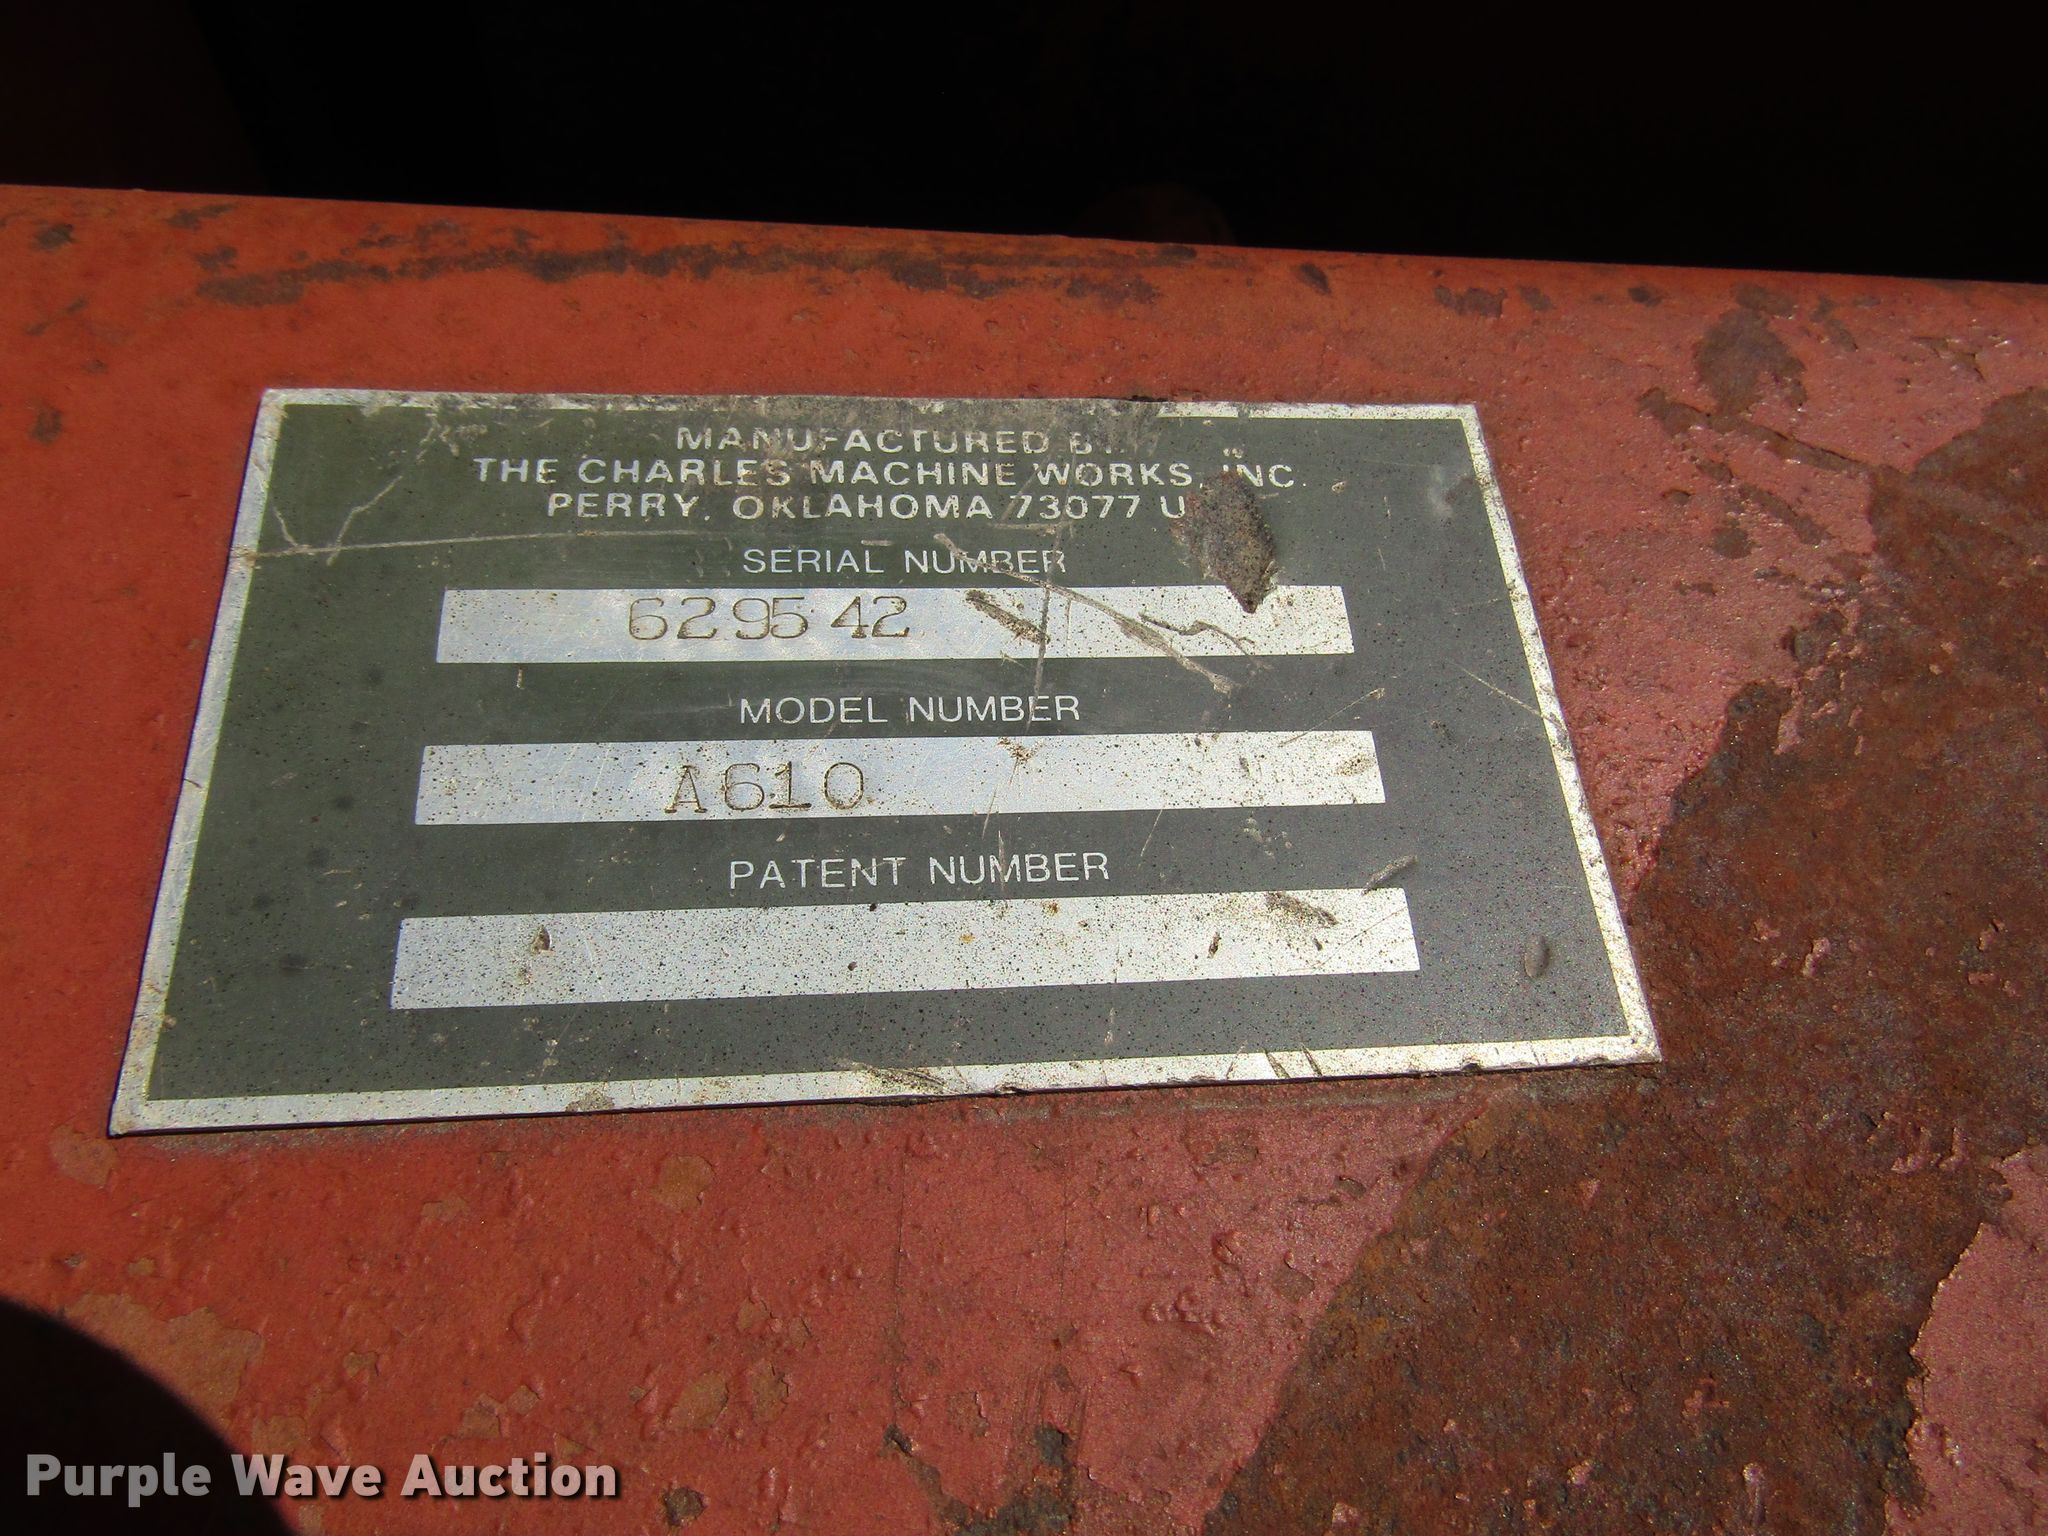 MANUFACTURED BY
THE CHARLES MACHINE WORKS, INC.
PERRY, OKLAHOMA 73077
SERIAL NUMBER
629542
MODEL NUMBER
A610
PATENT NUMBER
Purple Wave Auction